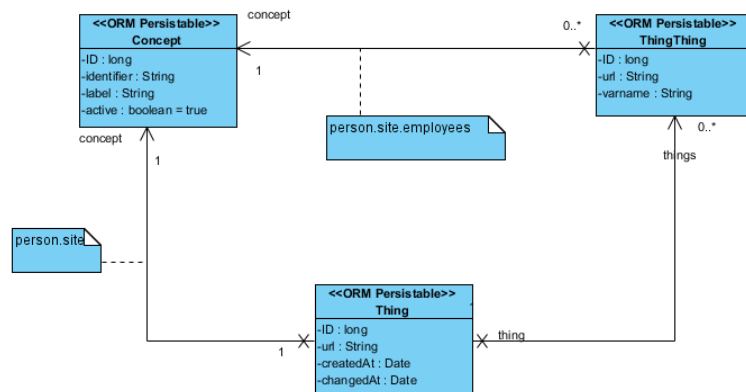 <<ORM Persistable>>
Concept
-ID : long
-identifier : String
-label : String
-active : boolean = true
concept
1
0..*
<<ORM Persistable>>
ThingThing
-ID : long
-url : String
-varname : String
person.site.employees
concept
1
0..*
things
person.site
<<ORM Persistable>>
Thing
-ID : long
-url : String
-createdAt : Date
-changedAt : Date
1
thing